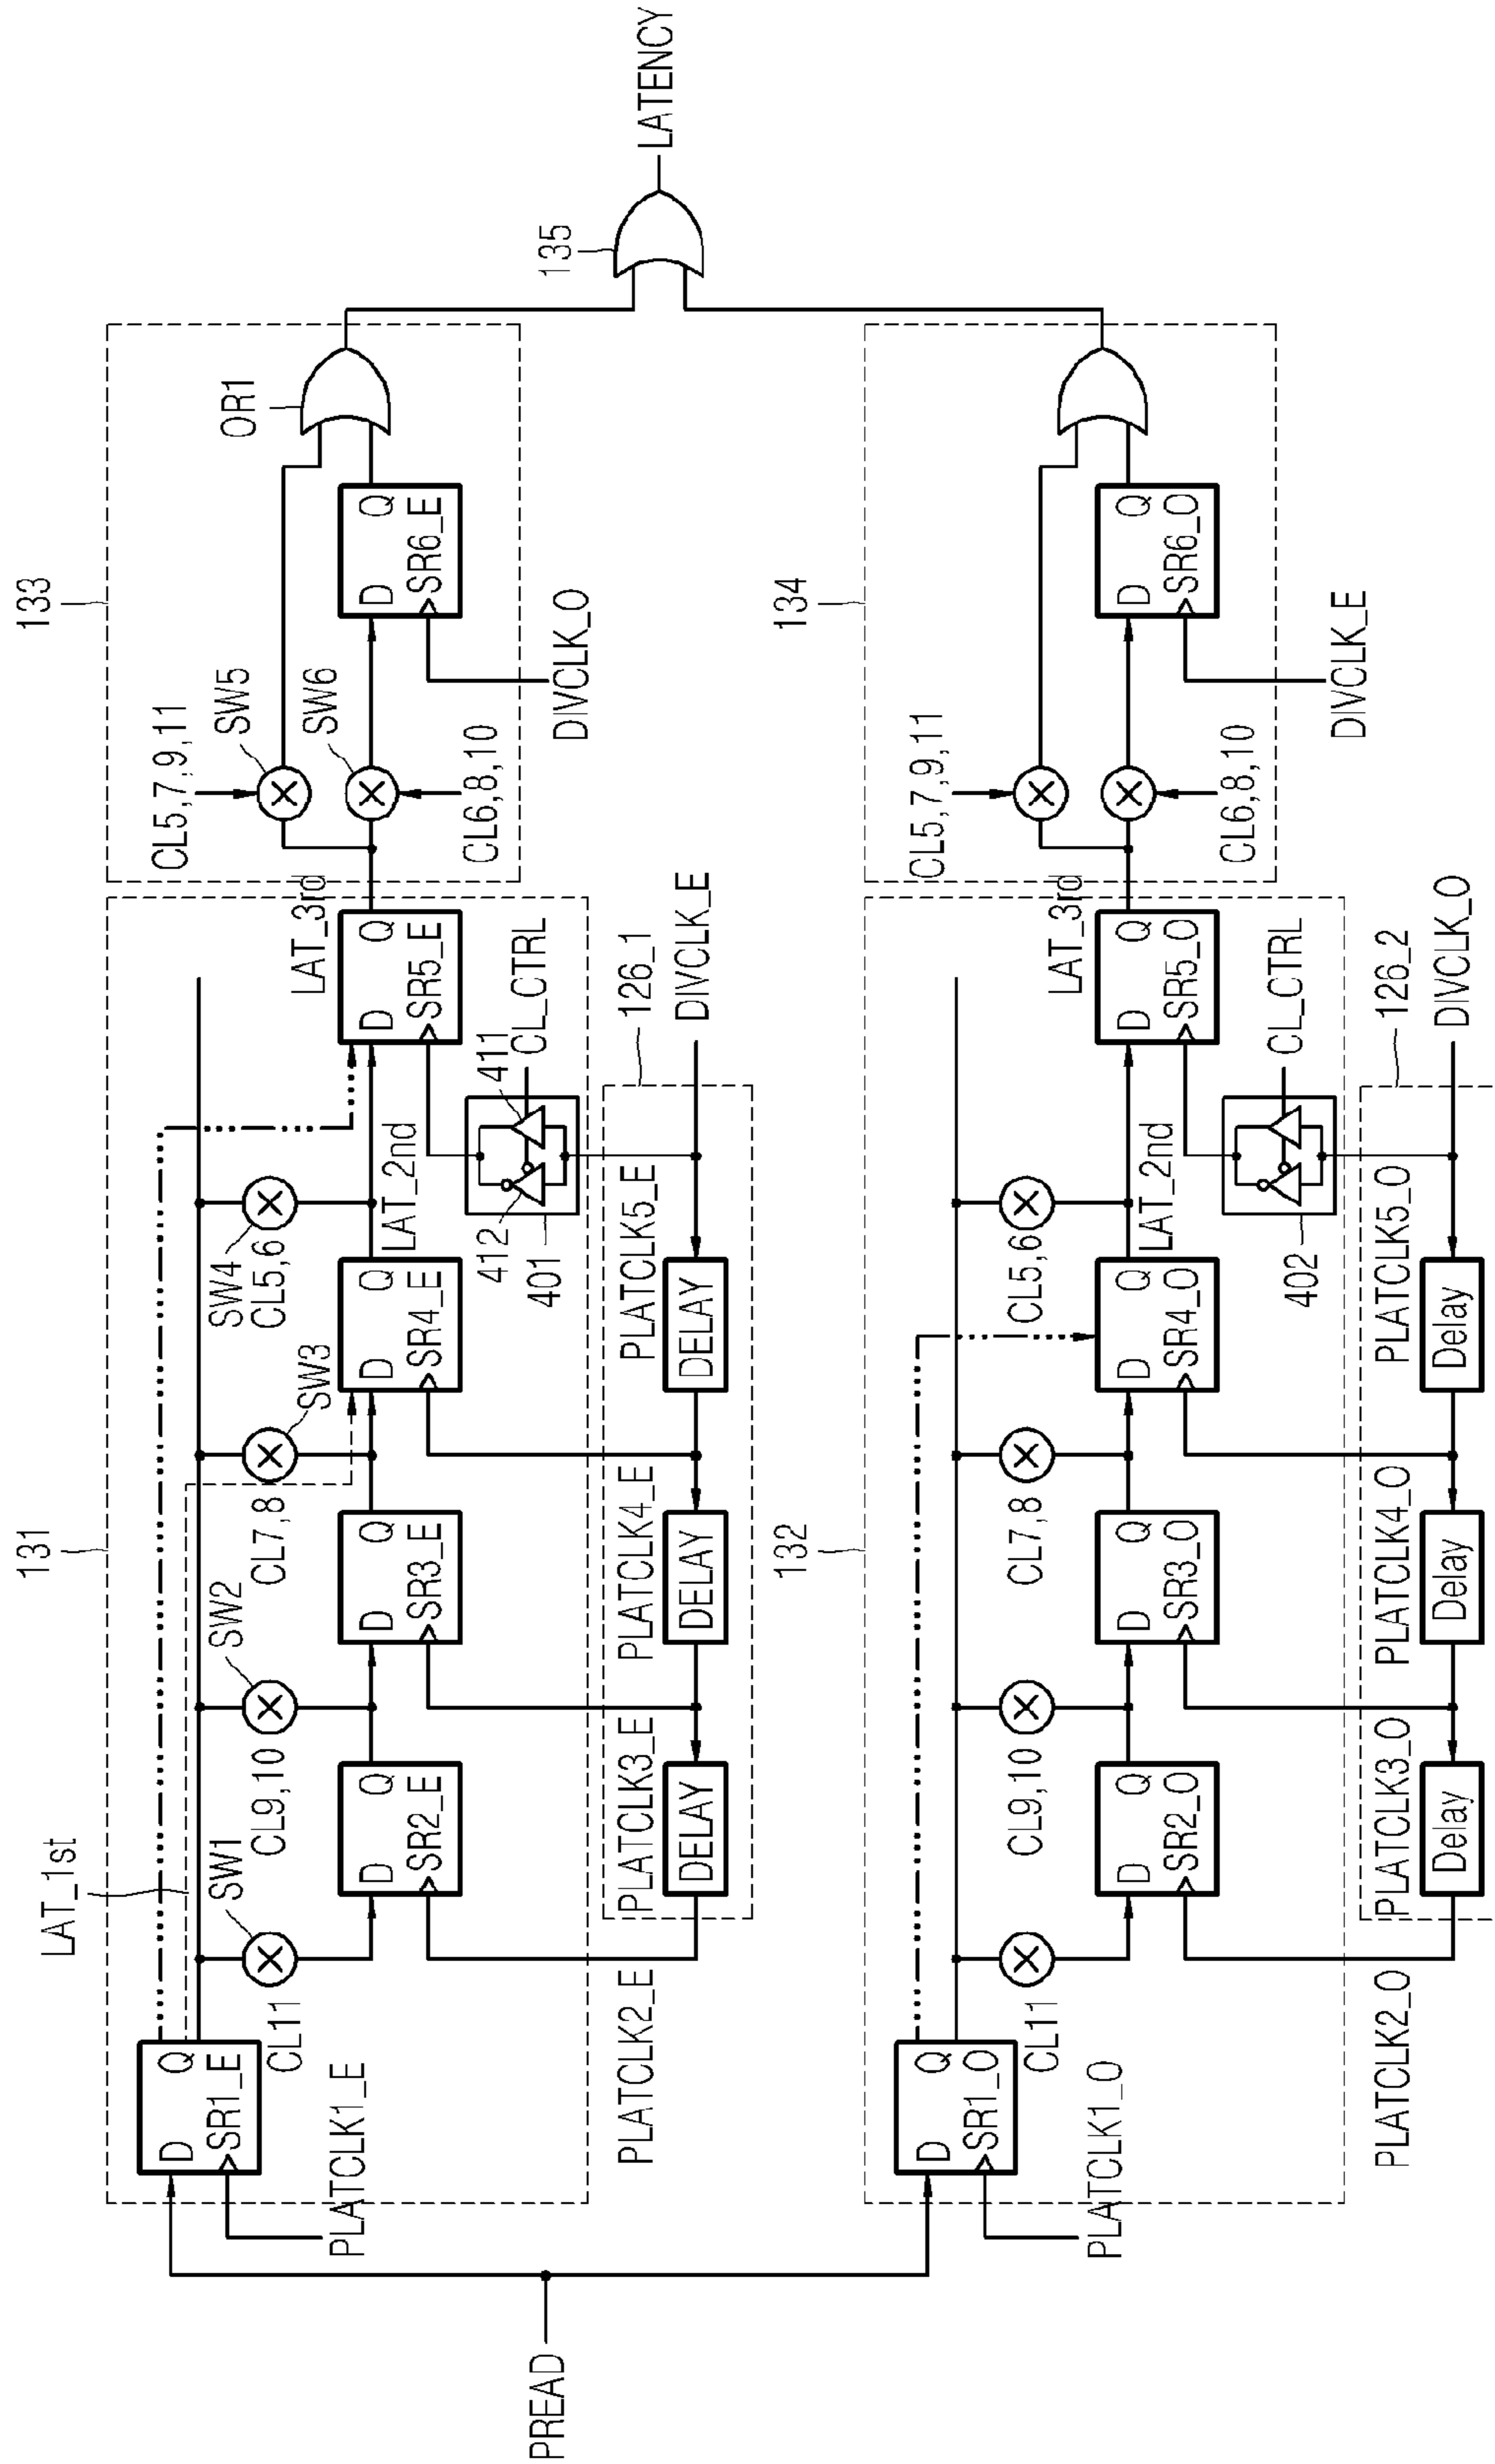 PREAD
131
LAT_1st
D Q
SR1_E
PLATCLK1_E
CL11
SW1
D Q
SR2_E
PLATCLK2_E
CL9,10
SW2
D Q
SR3_E
PLATCLK3_E
CL7,8
SW3
D Q
SR4_E
PLATCLK4_E
SW4
CL5,6
LAT_2nd
LAT_3rd
D Q
SR5_E
PLATCLK5_E
412
411
401
CL_CTRL
DELAY
DELAY
DELAY
126_1
DIVCLK_E
133
CL5,7,9,11
SW5
SW6
CL6,8,10
D Q
SR6_E
DIVCLK_O
OR1
135
LATENCY
132
D Q
SR1_O
PLATCLK1_O
CL11
D Q
SR2_O
PLATCLK2_O
CL9,10
D Q
SR3_O
PLATCLK3_O
CL7,8
D Q
SR4_O
PLATCLK4_O
CL5,6
LAT_2nd
LAT_3rd
D Q
SR5_O
PLATCLK5_O
402
CL_CTRL
Delay
Delay
Delay
126_2
DIVCLK_O
134
CL5,7,9,11
CL6,8,10
D Q
SR6_O
DIVCLK_E